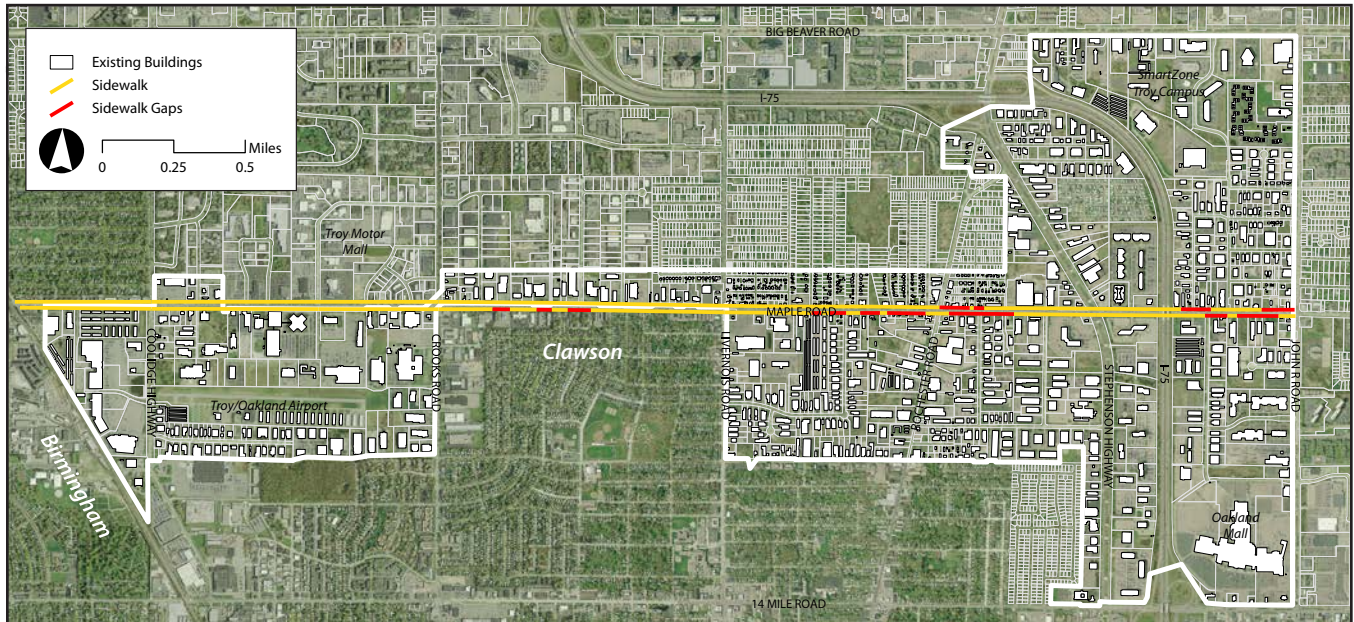 Existing Buildings
Sidewalk
Sidewalk Gaps
Miles
0
0.25
0.5
BIG BEAVER ROAD
I-75
SmartZone
Troy Campus
Troy Motor
Mall
MAPLE ROAD
Clawson
COOLIDGE HIGHWAY
CROOKS ROAD
LIVERNOIS ROAD
ROCHESTER ROAD
STEPHENSON HIGHWAY
I-75
JOHN R ROAD
Troy/Oakland Airport
Birmingham
Oakland
Mall
14 MILE ROAD